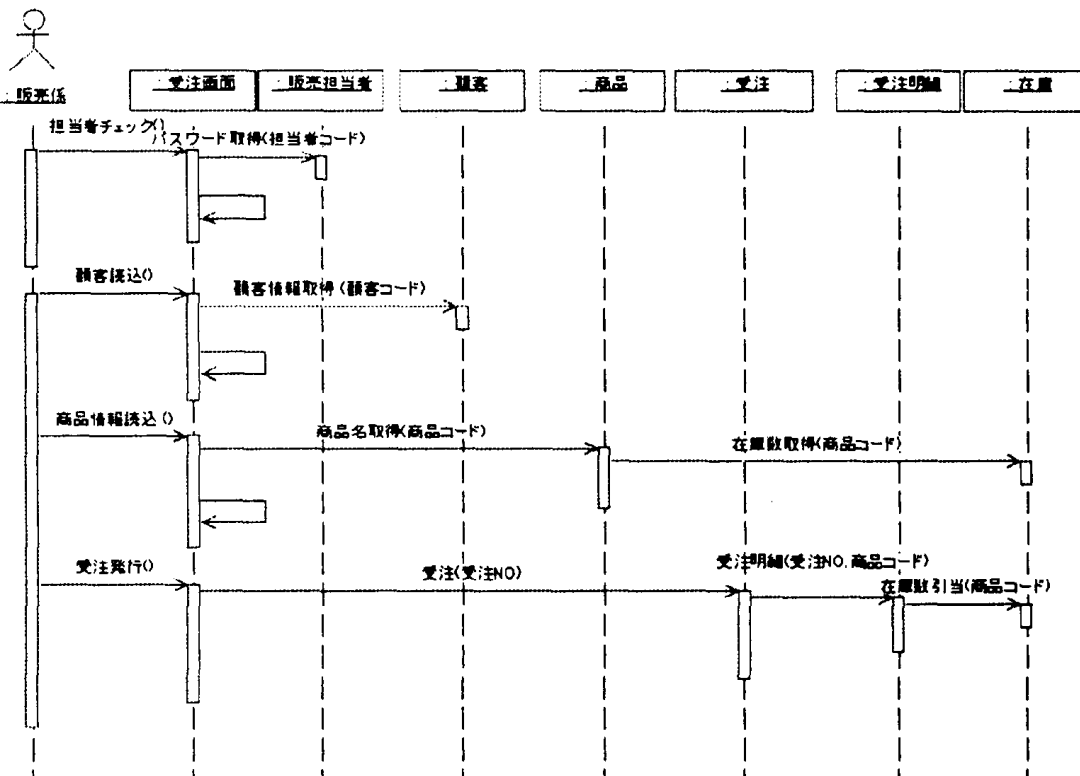 :販売係
:受注画面
:販売担当者
:顧客
:商品
:受注
:受注明細
:在庫
担当者チェック()
パスワード取得(担当者コード)
顧客読込()
顧客情報取得(顧客コード)
商品情報読込()
商品名取得(商品コード)
在庫数取得(商品コード)
受注発行()
受注(受注NO)
受注明細(受注NO.商品コード)
在庫数引当(商品コード)